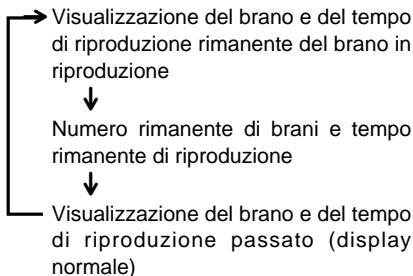 Visualizzazione del brano e del tempo
di riproduzione rimanente del brano in
riproduzione
Numero rimanente di brani e tempo
rimanente di riproduzione
Visualizzazione del brano e del tempo
di riproduzione passato (display
normale)